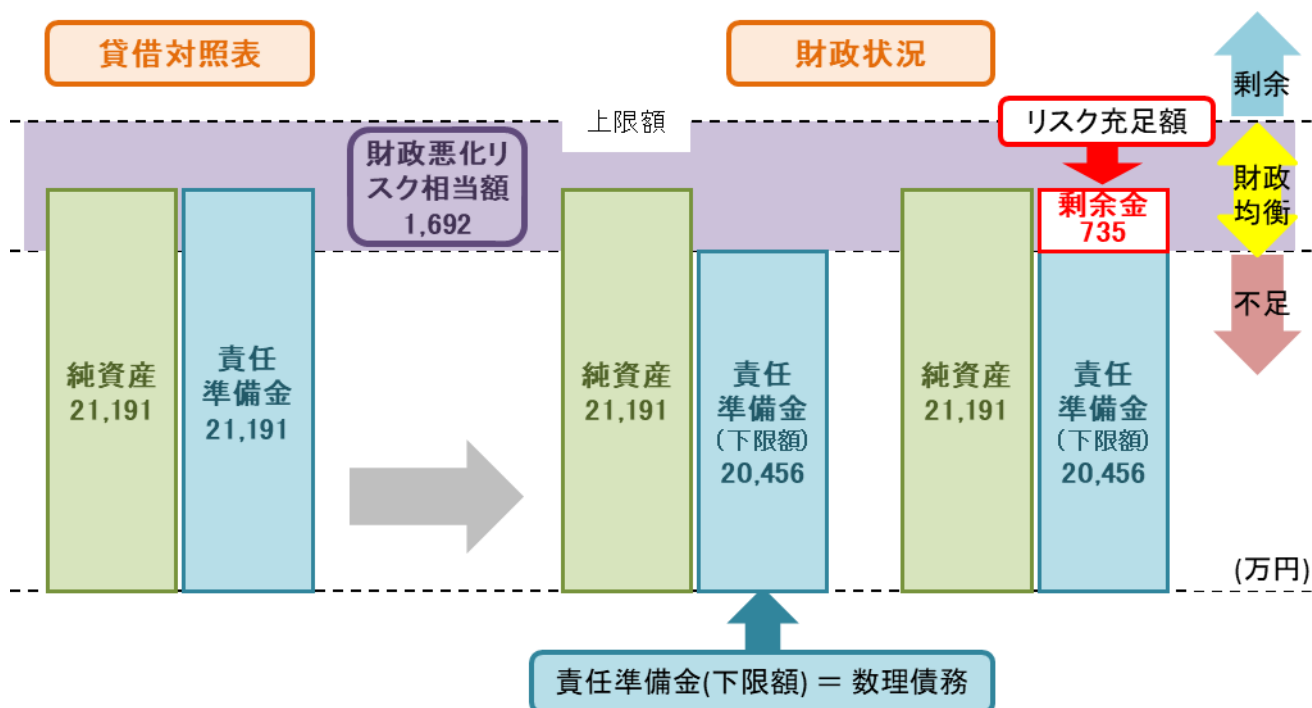 貸借対照表
財政状況
剰余
上限額
リスク充足額
財政悪化リ
スク相当額
1,692
財政
均衡
剰余金
735
不足
純資産
21,191
責任
準備金
21,191
純資産
21,191
責任
準備金
(下限額)
20,456
純資産
21,191
責任
準備金
(下限額)
20,456
(万円)
責任準備金(下限額) = 数理債務